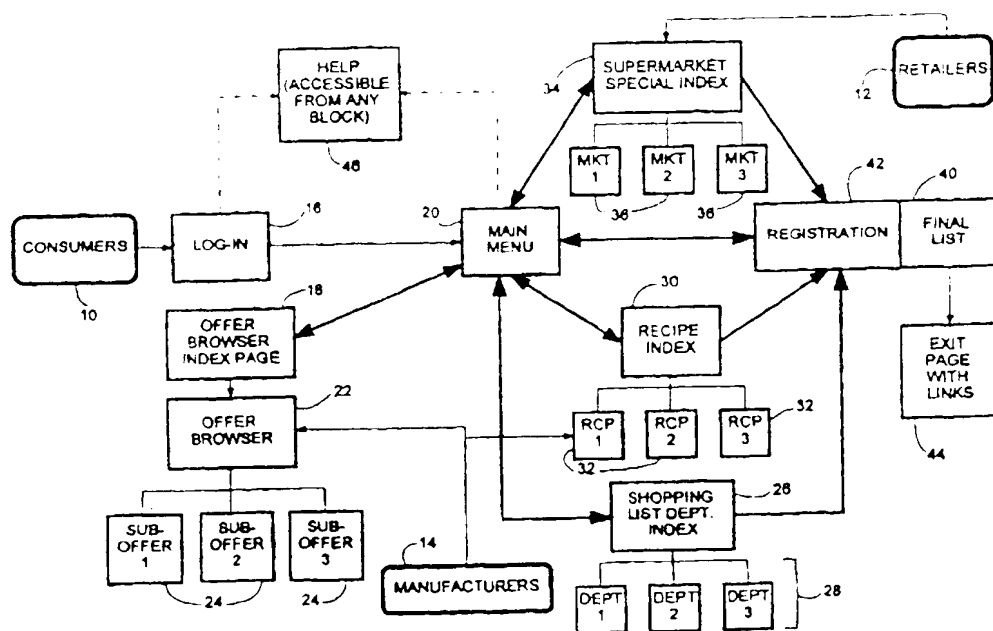 HELP
(ACCESSIBLE
FROM ANY
BLOCK)
46
34
SUPERMARKET
SPECIAL INDEX
RETAILERS
12
MKT
1
MKT
2
MKT
3
36
36
42
40
CONSUMERS
10
LOG-IN
16
20
MAIN
MENU
REGISTRATION
FINAL
LIST
18
OFFER
BROWSER
INDEX PAGE
30
RECIPE
INDEX
EXIT
PAGE
WITH
LINKS
44
22
OFFER
BROWSER
RCP
1
RCP
2
RCP
3
32
32
SUB-
OFFER
1
SUB-
OFFER
2
SUB-
OFFER
3
24
24
14
MANUFACTURERS
SHOPPING
LIST DEPT.
INDEX
26
DEPT
1
DEPT
2
DEPT
3
28